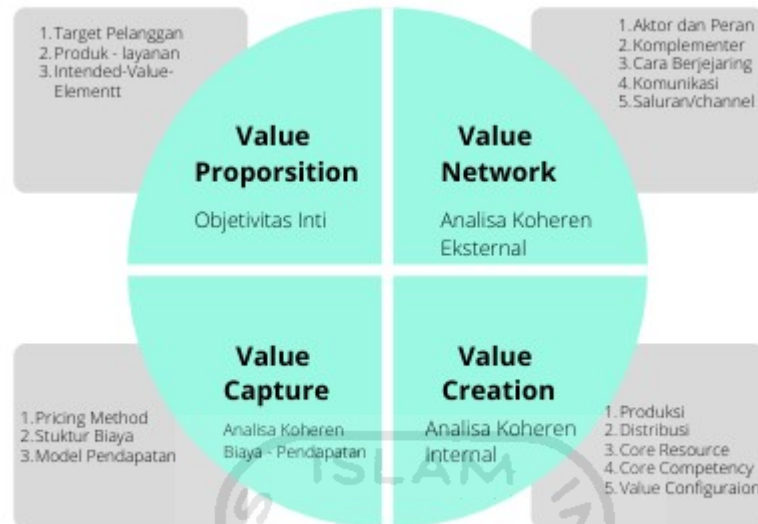 1.Target Pelanggan
2.Produk - layanan
3.Intended-Value-
Elementt
Value
Proporsition
Objetivitas Inti
1.Aktor dan Peran
2.Komplementer
3.Cara Berjejaring
4.Komunikasi
5.Saluran/channel
Value
Network
Analisa Koheren
Eksternal
1.Pricing Method
2.Stuktur Biaya
3.Model Pendapatan
Value
Capture
Analisa Koheren
Biaya - Pendapatan
Value
Creation
Analisa Koheren
internal
1.Produksi
2.Distribusi
3.Core Resource
4.Core Competency
5.Value Configuraion
ISLAM